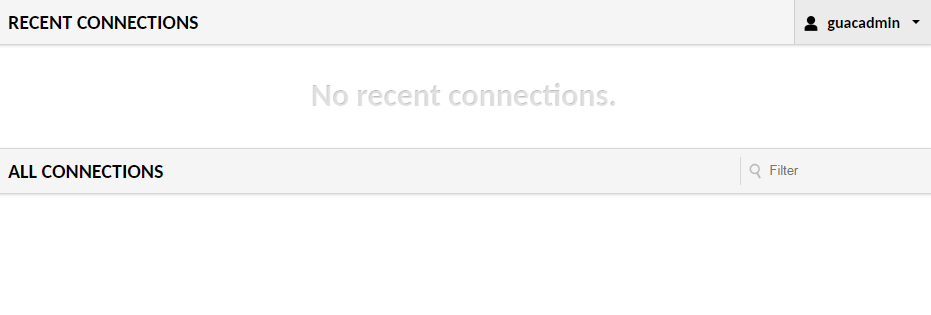 RECENT CONNECTIONS
guacadmin
No recent connections.
ALL CONNECTIONS
Filter